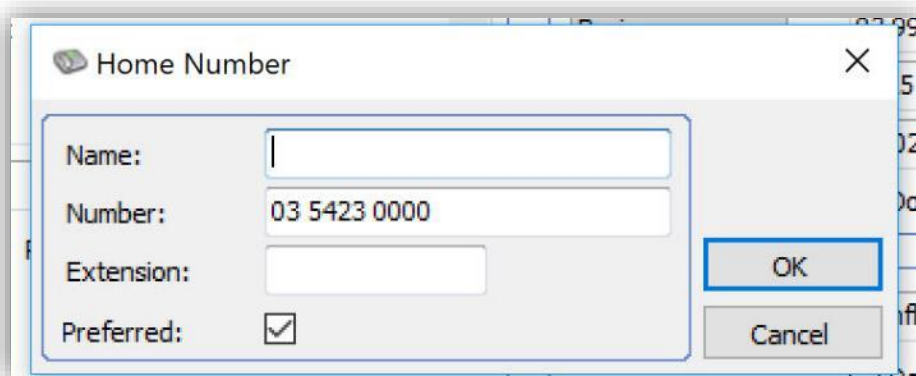 Home Number
Name:
Number: 03 5423 0000
Extension:
Preferred:
OK
Cancel